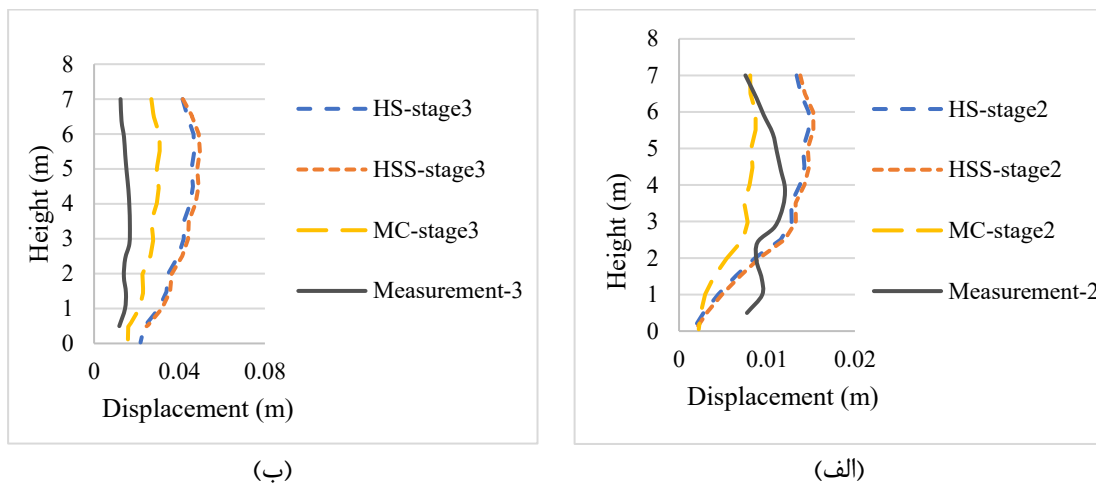 8
7
6
5
4
3
2
1
0
Height (m)
0
0.04
0.08
Displacement (m)
HS-stage3
HSS-stage3
MC-stage3
Measurement-3
(ب)
8
7
6
5
4
3
2
1
0
Height (m)
0
0.01
0.02
Displacement (m)
HS-stage2
HSS-stage2
MC-stage2
Measurement-2
(الف)